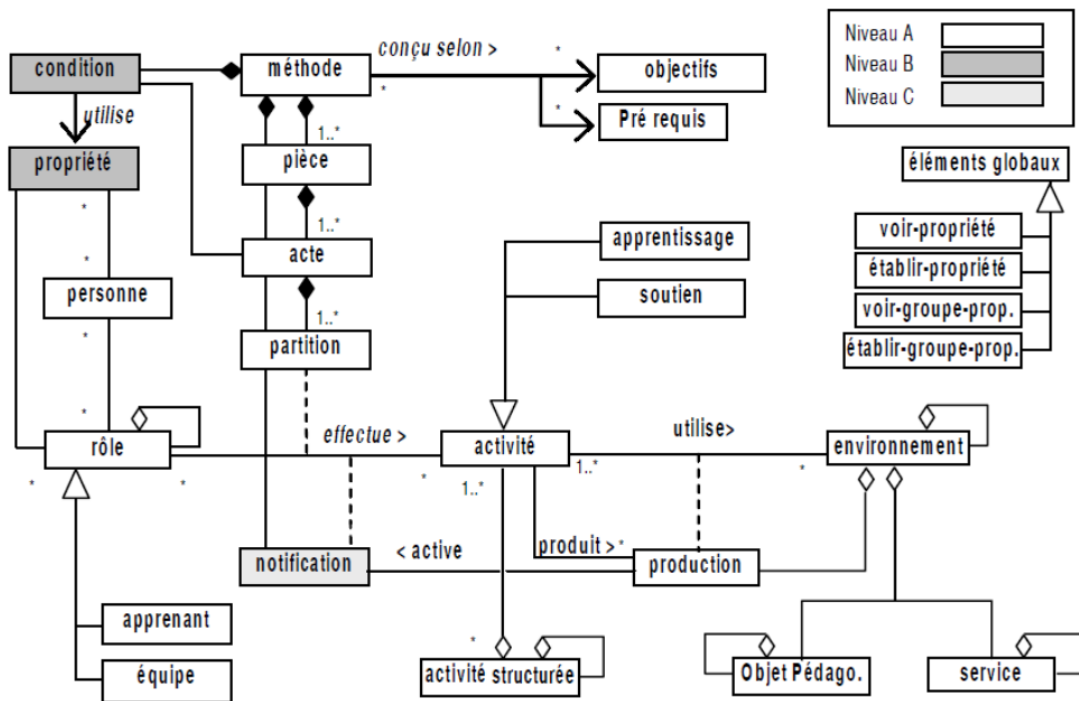 condition
méthode
conçu selon >
*
*
objectifs
Niveau A
Niveau B
Niveau C
utilise
*
Pré requis
1..*
propriété
pièce
éléments globaux
*
1..*
voir-propriété
apprentissage
acte
établir-propriété
*
personne
soutien
voir-groupe-prop.
*
1..*
établir-groupe-prop.
partition
*
rôle
effectue >
activité
utilise>
environnement
*
*
*
1..*
1..*
*
notification
< active
produit >*
production
apprenant
*
équipe
activité structurée
Objet Pédago.
service